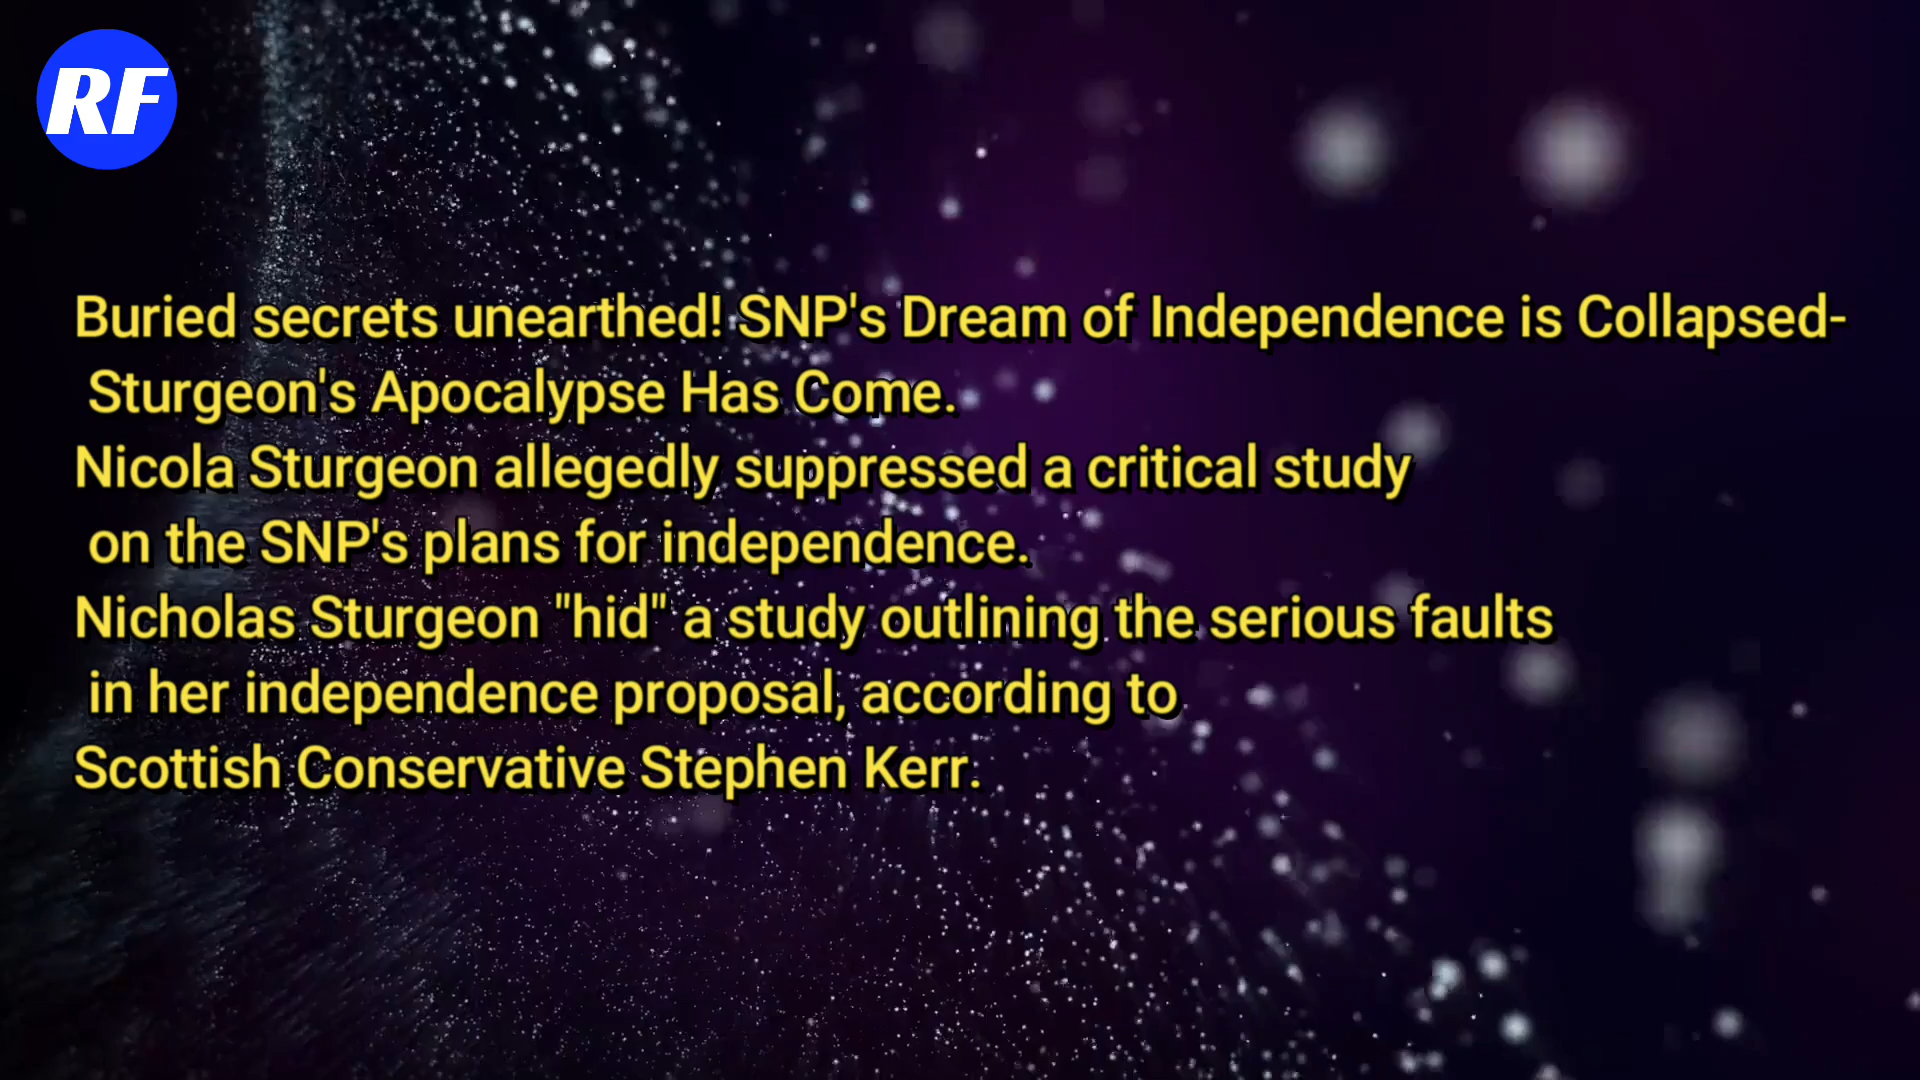 RF
Buried secrets unearthed! SNP's Dream of Independence is Collapsed-
Sturgeon's Apocalypse Has Come.
Nicola Sturgeon allegedly suppressed a critical study
on the SNP's plans for independence.
Nicholas Sturgeon "hid" a study outlining the serious faults
in her independence proposal, according to
Scottish Conservative Stephen Kerr.